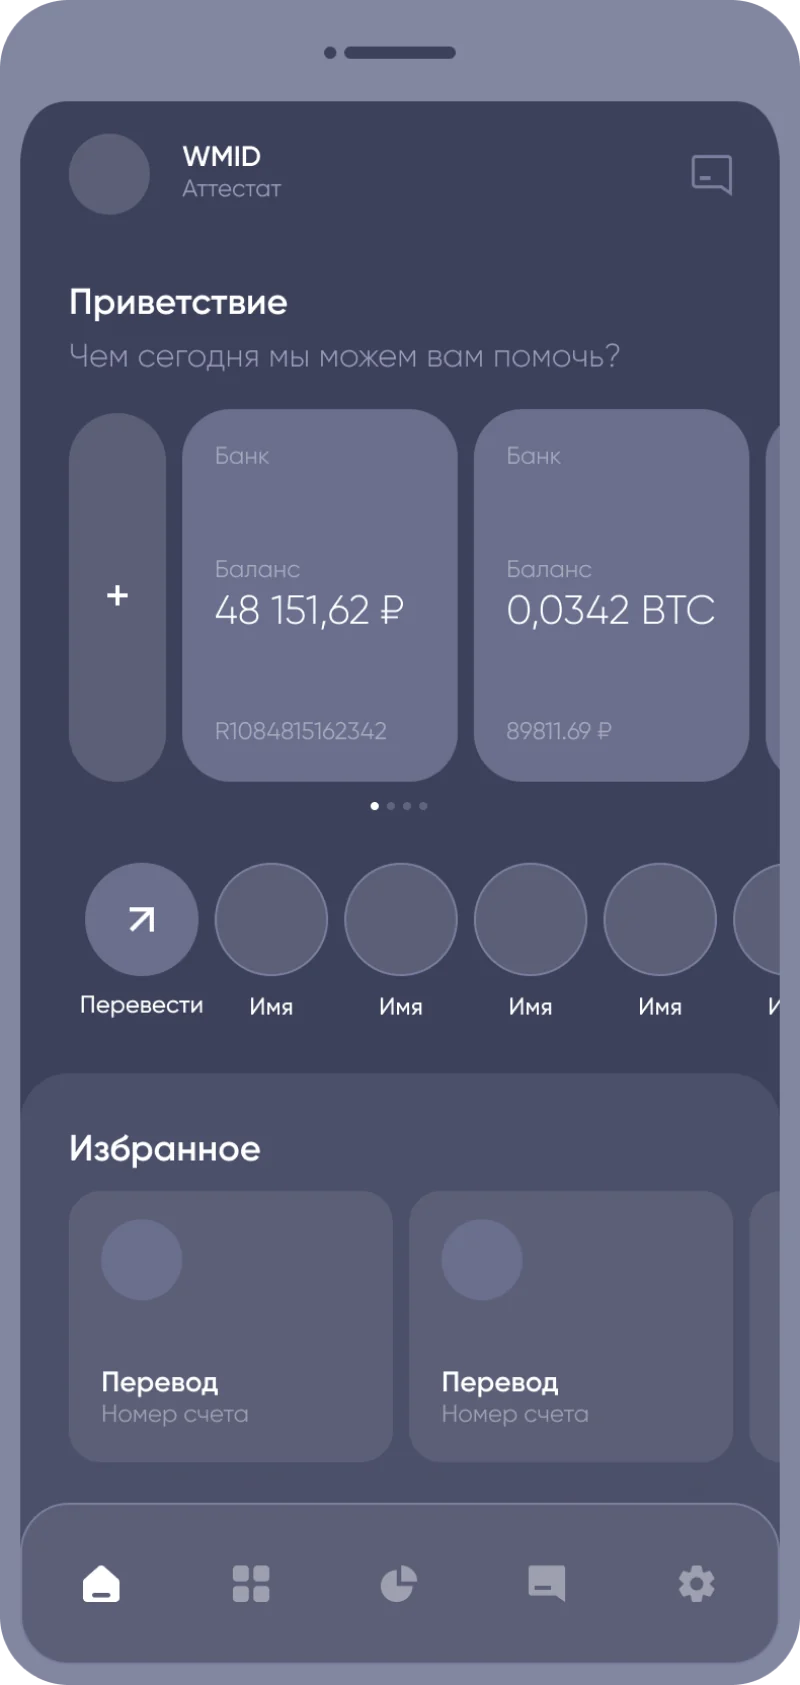 WMID
Аттестат
Приветствие
Чем сегодня мы можем вам помочь?
+
Банк
Баланс
48 151,62 ₽
R1084815162342
Банк
Баланс
0,0342 BTC
89811.69 ₽
Перевести
Имя
Имя
Имя
Имя
Избранное
Перевод
Номер счета
Перевод
Номер счета